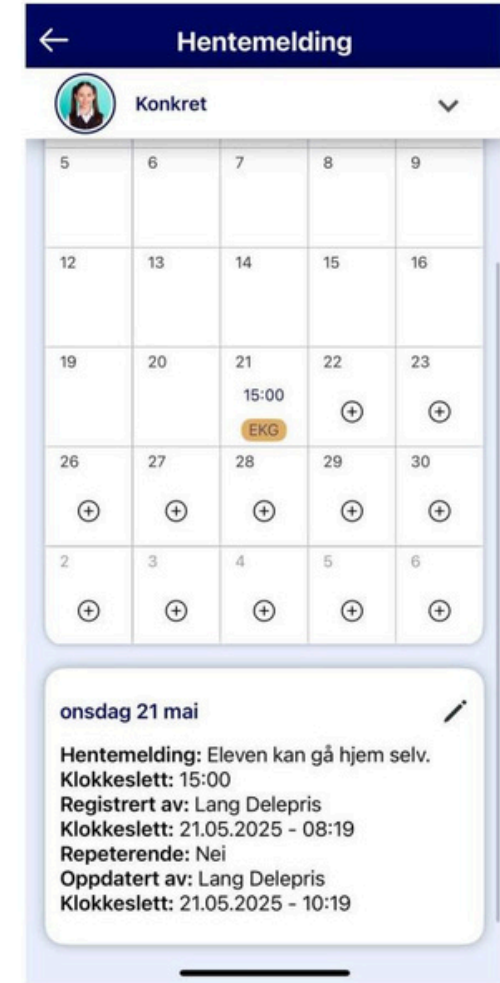 Hentemelding
Konkret
5 6 7 8 9
12 13 14 15 16
19 20 21 22 23
15:00
EKG
26 27 28 29 30
2 3 4 5 6
onsdag 21 mai
Hentemelding: Eleven kan gå hjem selv.
Klokkeslett: 15:00
Registrert av: Lang Delepris
Klokkeslett: 21.05.2025 - 08:19
Repeterende: Nei
Oppdatert av: Lang Delepris
Klokkeslett: 21.05.2025 - 10:19